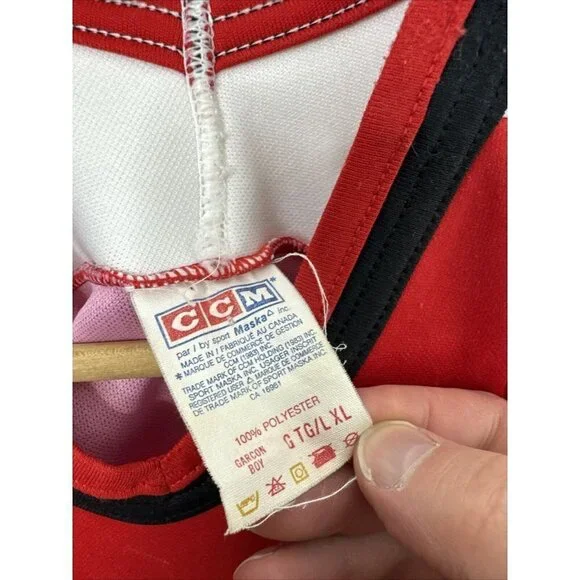 CCM*
par / by sport Maska△ inc.
MADE IN / FABRIQUÉ AU CANADA
* MARQUE DE COMMERCE DE GESTION
CCM (1983) INC.
TRADE MARK OF CCM HOLDING (1983) INC.
SPORT MASKA INC. USAGER INSCRIT
REGISTERED USER △ MARQUE DE COMMERCE
DE TRADE MARK OF SPORT MASKA INC.
CA 16961
100% POLYESTER
GARCON G TG/L XL
BOY